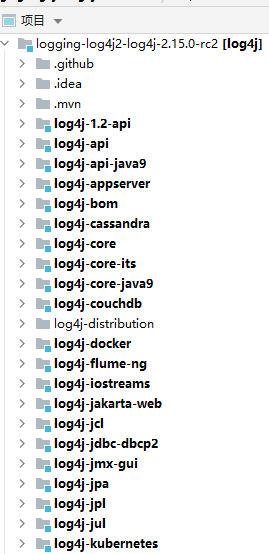 项目
logging-log4j2-log4j-2.15.0-rc2 [log4j]
.github
.idea
.mvn
log4j-1.2-api
log4j-api
log4j-api-java9
log4j-appserver
log4j-bom
log4j-cassandra
log4j-core
log4j-core-its
log4j-core-java9
log4j-couchdb
log4j-distribution
log4j-docker
log4j-flume-ng
log4j-iostreams
log4j-jakarta-web
log4j-jcl
log4j-jdbc-dbcp2
log4j-jmx-gui
log4j-jpa
log4j-jpl
log4j-jul
log4j-kubernetes